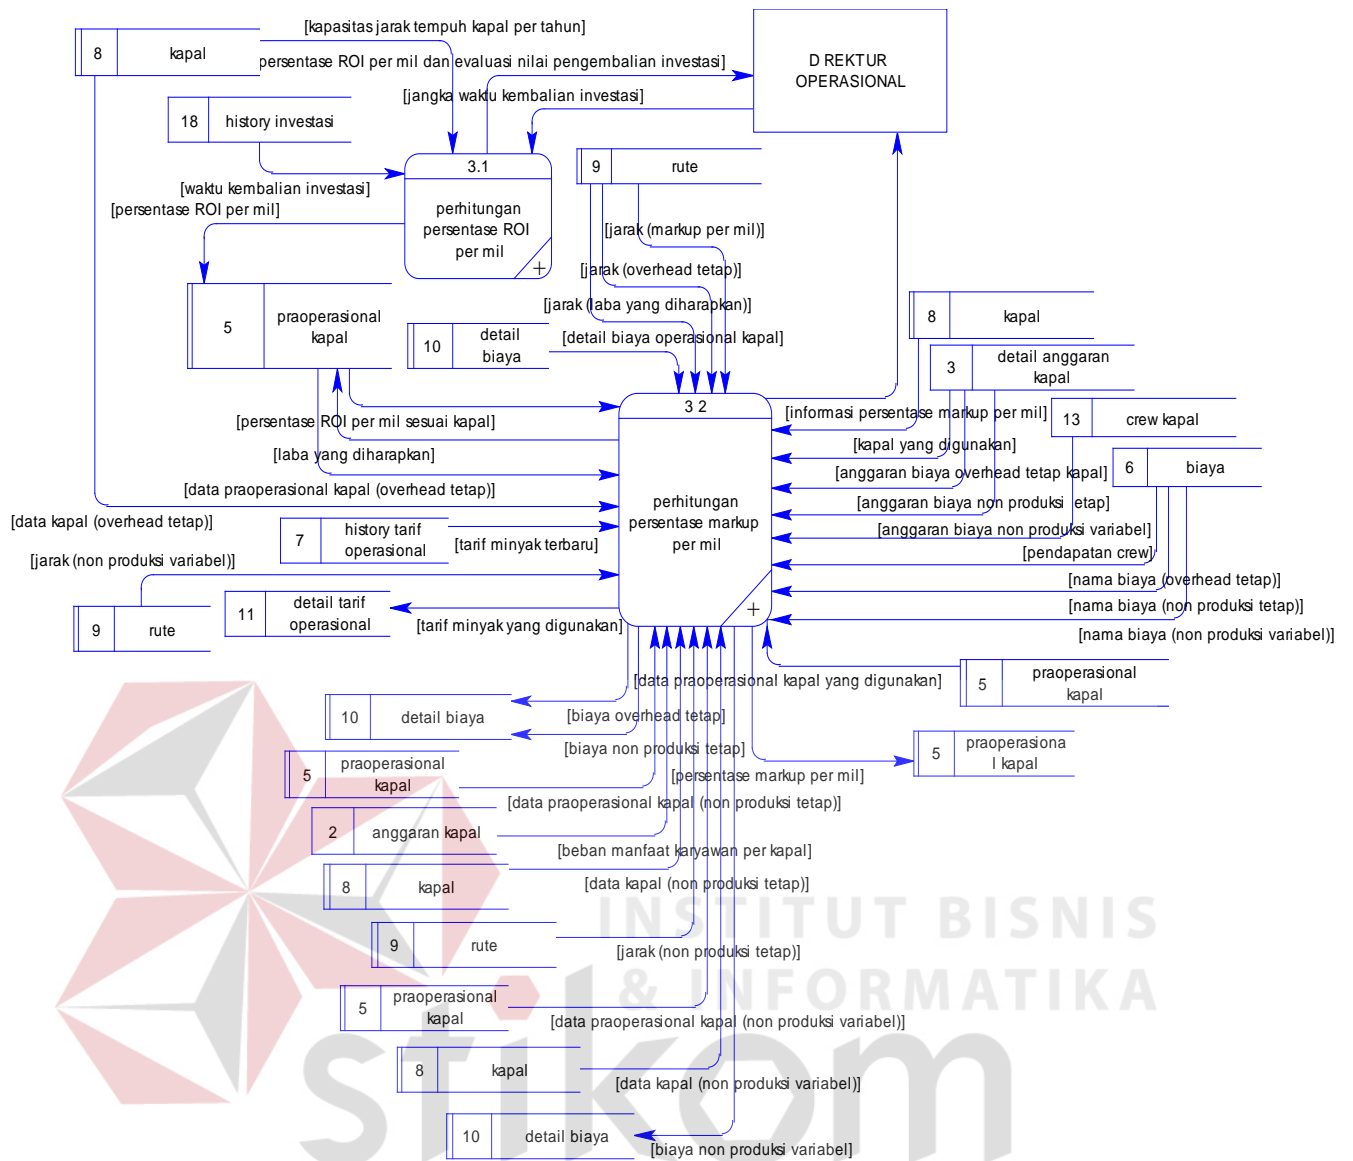 [kapasitas jarak tempuh kapal per tahun]
8
kapal
persentase ROI per mil dan evaluasi nilai pengembalian investasi]
D REKTUR
OPERASIONAL
[jangka waktu kembalian investasi]
18
history investasi
3.1
9
rute
[waktu kembalian investasi]
[persentase ROI per mil]
perhitungan
persentase ROI
per mil
+
[jarak (markup per mil)]
[jarak (overhead tetap)]
[jarak (laba yang diharapkan)]
5
praoperasional
kapal
10
detail
biaya
[detail biaya operasional kapal]
8
kapal
3
detail anggaran
kapal
3 2
[informasi persentase markup per mil]
13
crew kapal
[persentase ROI per mil sesuai kapal]
[kapal yang digunakan]
[laba yang diharapkan]
[anggaran biaya overhead tetap kapal]
6
biaya
[data praoperasional kapal (overhead tetap)]
perhitungan
persentase markup
per mil
[anggaran biaya non produksi tetap]
[data kapal (overhead tetap)]
[anggaran biaya non produksi variabel]
7
history tarif
operasional
[tarif minyak terbaru]
[pendapatan crew]
[jarak (non produksi variabel)]
[nama biaya (overhead tetap)]
[nama biaya (non produksi tetap)]
[nama biaya (non produksi variabel)]
+
9
rute
11
detail tarif
operasional
[tarif minyak yang digunakan]
[data praoperasional kapal yang digunakan]
5
praoperasional
kapal
10
detail biaya
[biaya overhead tetap]
[biaya non produksi tetap]
5
praoperasiona
l kapal
5
praoperasional
kapal
[persentase markup per mil]
[data praoperasional kapal (non produksi tetap)]
2
anggaran kapal
[beban manfaat karyawan per kapal]
8
kapal
[data kapal (non produksi tetap)]
INSTITUT BISNIS
& INFORMATIKA
9
rute
[jarak (non produksi tetap)]
5
praoperasional
kapal
[data praoperasional kapal (non produksi variabel)]
stikom
8
kapal
[data kapal (non produksi variabel)]
10
detail biaya
[biaya non produksi variabel]